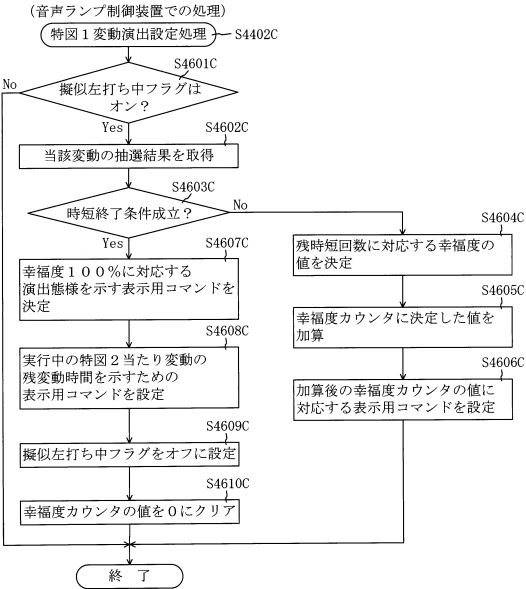 (音声ランプ制御装置での処理)
特図1変動演出設定処理
S4402C
S4601C
擬似左打ち中フラグは
オン?
No
Yes
S4602C
当該変動の抽選結果を取得
S4603C
時短終了条件成立?
No
Yes
S4604C
残時短回数に対応する幸福度の
値を決定
S4605C
幸福度カウンタに決定した値を
加算
S4606C
加算後の幸福度カウンタの値に
対応する表示用コマンドを設定
S4607C
幸福度100%に対応する
演出態様を示す表示用コマンドを
決定
S4608C
実行中の特図2当たり変動の
残変動時間を示すための
表示用コマンドを設定
S4609C
擬似左打ち中フラグをオフに設定
S4610C
幸福度カウンタの値を0にクリア
終 了